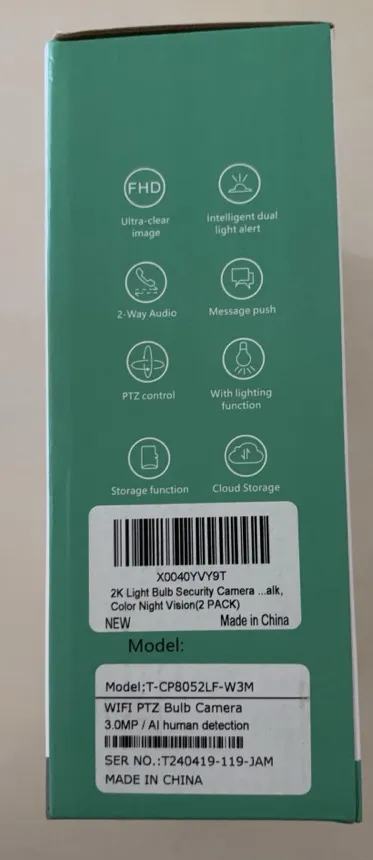 FHD
Ultra-clear
image
Intelligent dual
light alert
2-Way Audio
Message push
PTZ control
With lighting
function
Storage function
Cloud Storage
X0040YVY9T
2K Light Bulb Security Camera ...alk,
Color Night Vision(2 PACK)
NEW Made in China
Model:
Model:T-CP8052LF-W3M
WIFI PTZ Bulb Camera
3.0MP / AI human detection
SER NO.:T240419-119-JAM
MADE IN CHINA